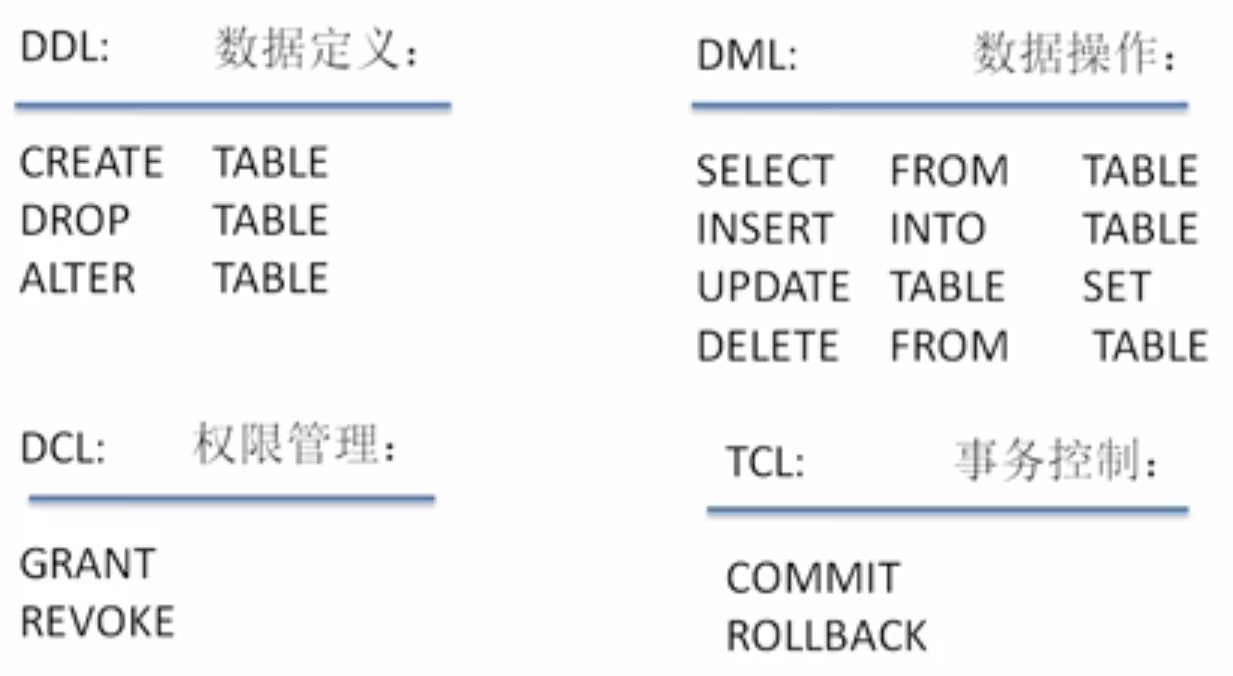 DDL: 数据定义：
CREATE TABLE
DROP TABLE
ALTER TABLE
DML: 数据操作：
SELECT FROM TABLE
INSERT INTO TABLE
UPDATE TABLE SET
DELETE FROM TABLE
DCL: 权限管理：
GRANT
REVOKE
TCL: 事务控制：
COMMIT
ROLLBACK